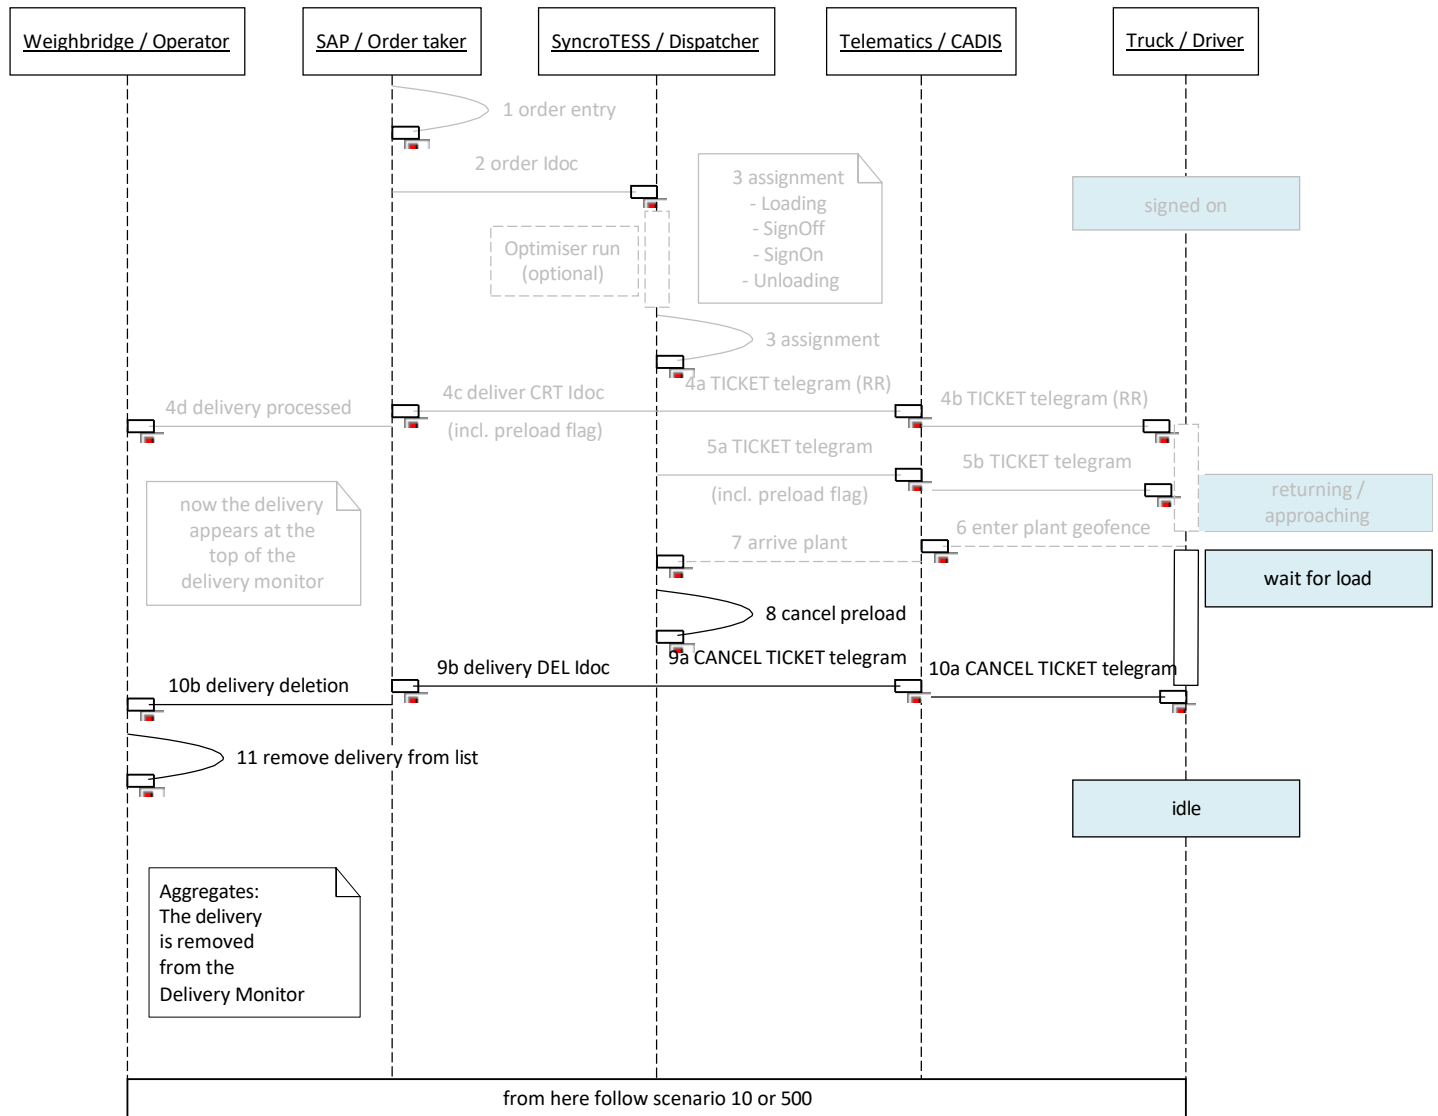 Weighbridge / Operator
SAP / Order taker
SyncroTESS / Dispatcher
Telematics / CADIS
Truck / Driver
1 order entry
2 order Idoc
3 assignment
- Loading
- SignOff
- SignOn
- Unloading
signed on
Optimiser run
(optional)
3 assignment
4a TICKET telegram (RR)
4b TICKET telegram (RR)
4c deliver CRT Idoc
(incl. preload flag)
4d delivery processed
5a TICKET telegram
(incl. preload flag)
5b TICKET telegram
now the delivery
appears at the
top of the
delivery monitor
returning /
approaching
6 enter plant geofence
7 arrive plant
wait for load
8 cancel preload
9a CANCEL TICKET telegram
9b delivery DEL Idoc
10a CANCEL TICKET telegram
10b delivery deletion
11 remove delivery from list
idle
Aggregates:
The delivery
is removed
from the
Delivery Monitor
from here follow scenario 10 or 500